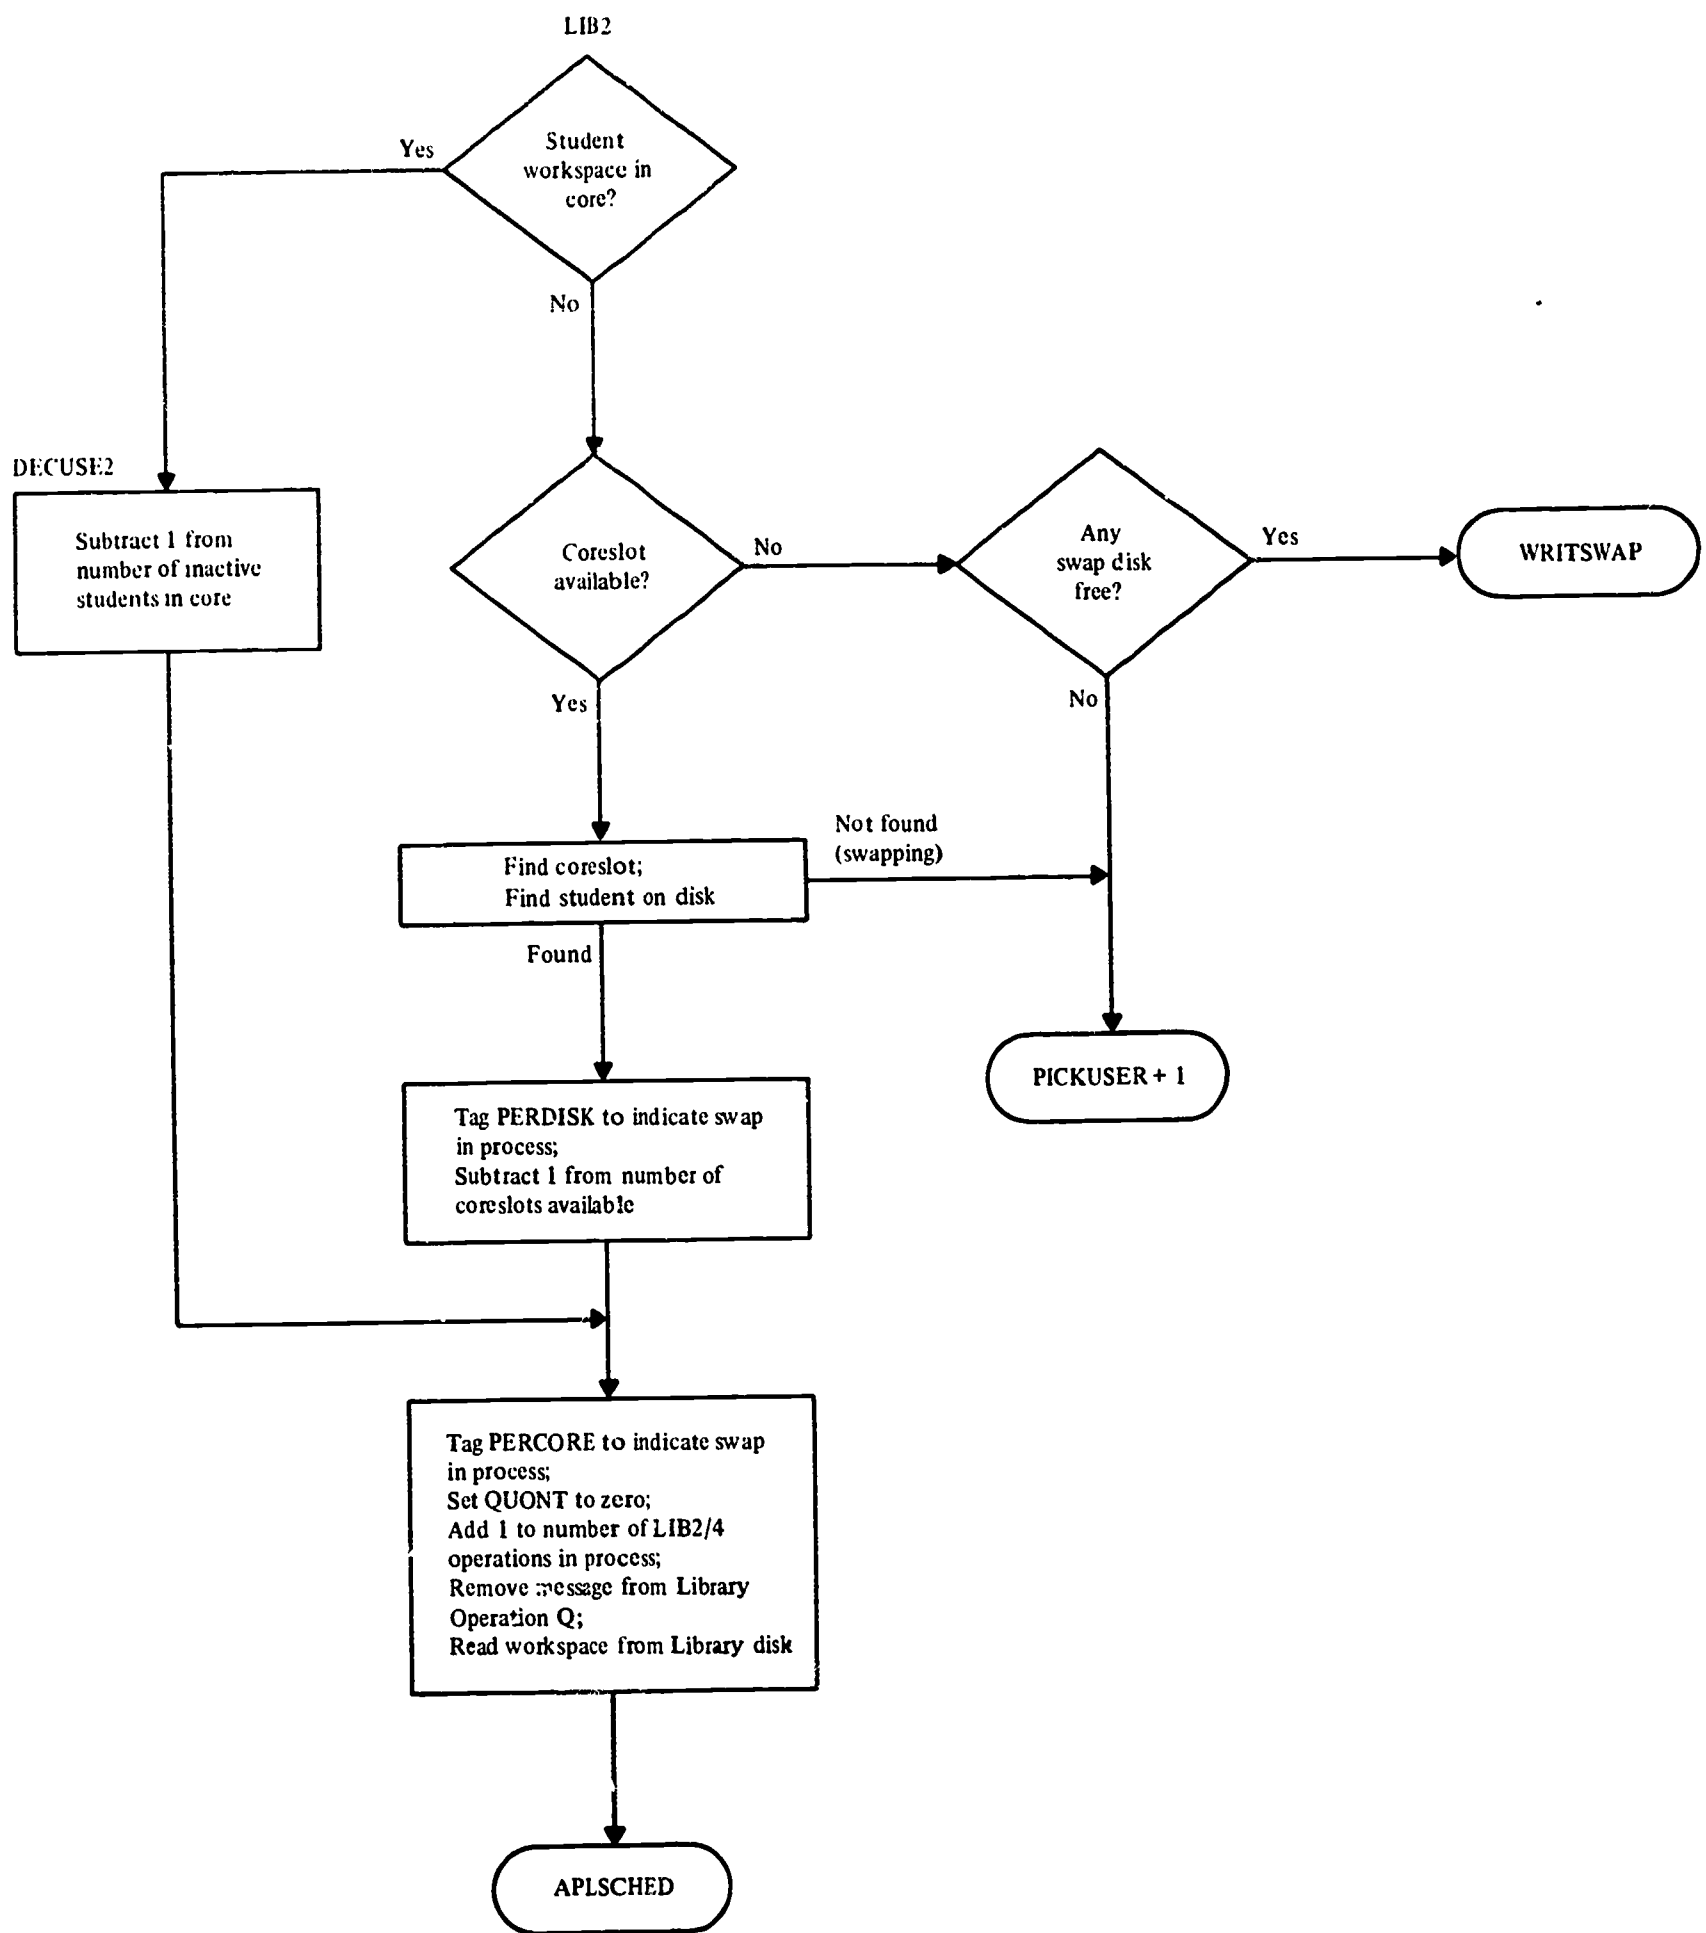 LIB2
Student
workspace in
core?
Yes
No
DECUSE2
Subtract 1 from
number of inactive
students in core
Coreslot
available?
No
Any
swap disk
free?
Yes
WRITSWAP
Yes
No
Find coreslot;
Find student on disk
Not found
(swapping)
Found
PICKUSER + 1
Tag PERDISK to indicate swap
in process;
Subtract 1 from number of
coreslots available
Tag PERCORE to indicate swap
in process;
Set QUONT to zero;
Add 1 to number of LIB2/4
operations in process;
Remove message from Library
Operation Q;
Read workspace from Library disk
APLSCHED